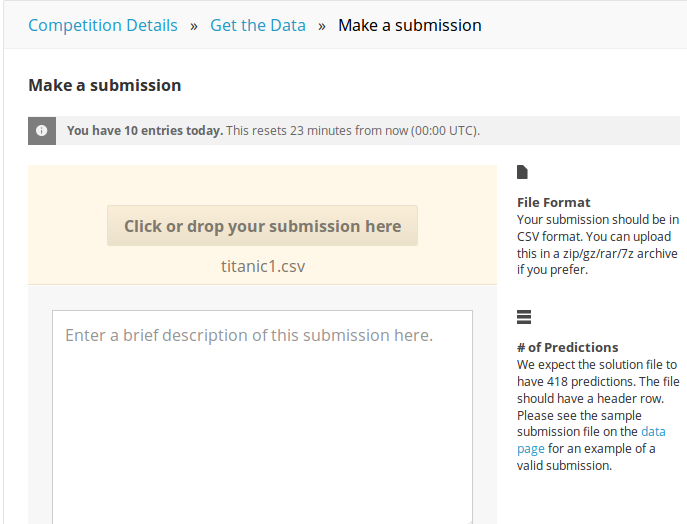 Competition Details » Get the Data » Make a submission
Make a submission
You have 10 entries today. This resets 23 minutes from now (00:00 UTC).
Click or drop your submission here
titanic1.csv
Enter a brief description of this submission here.
File Format
Your submission should be in
CSV format. You can upload
this in a zip/gz/rar/7z archive
if you prefer.
# of Predictions
We expect the solution file to
have 418 predictions. The file
should have a header row.
Please see the sample
submission file on the data
page for an example of a
valid submission.